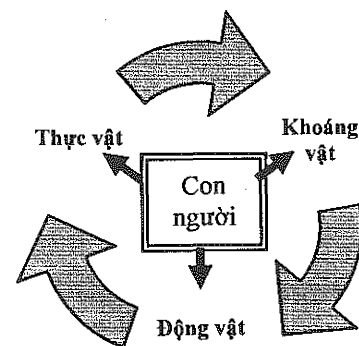 Thực vật
Khoáng
vật
Con
người
Động vật